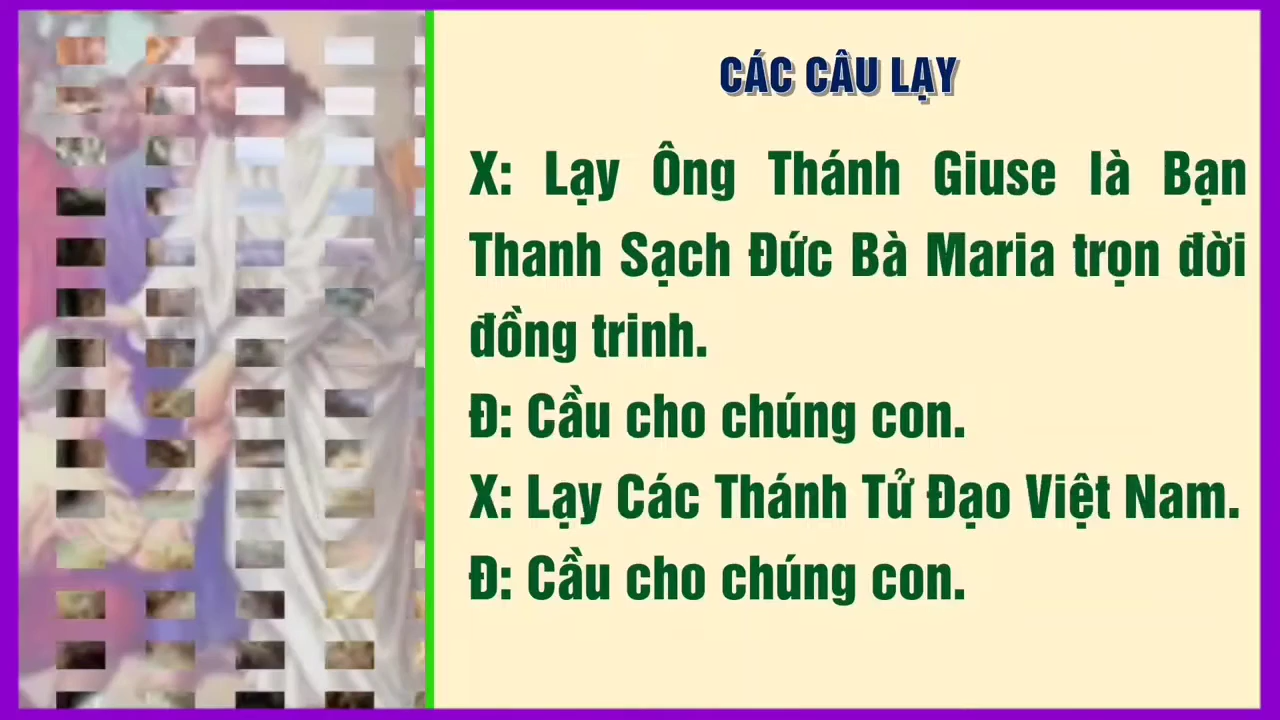 CÁC CÂU LẠY
X: Lạy Ông Thánh Giuse là Bạn
Thanh Sạch Đức Bà Maria trọn đời
đồng trinh.
Đ: Cầu cho chúng con.
X: Lạy Các Thánh Tử Đạo Việt Nam.
Đ: Cầu cho chúng con.